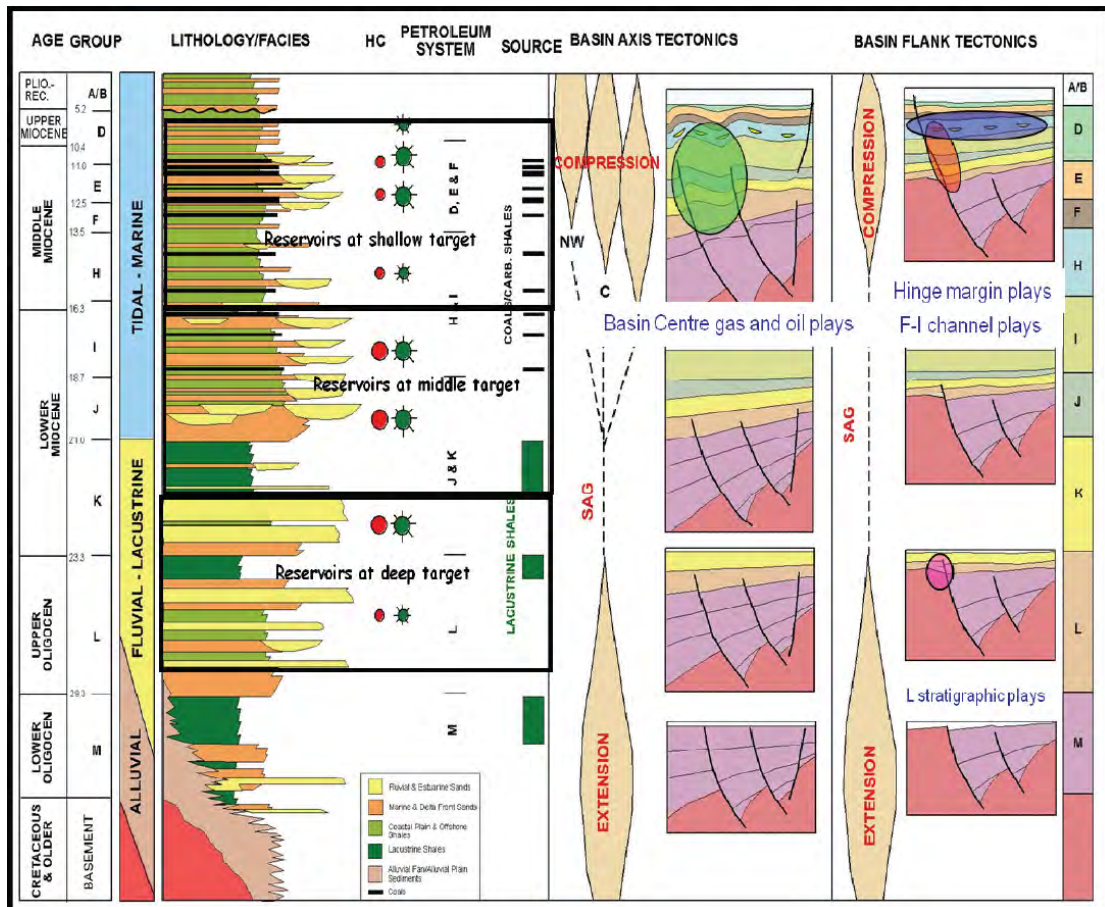 AGE GROUP
LITHOLOGY/FACIES
HC
PETROLEUM
SYSTEM
SOURCE
BASIN AXIS TECTONICS
BASIN FLANK TECTONICS
PLIO.-
REC.
A/B
5.2
UPPER
MIOCENE
D
10.4
11.0
MIDDLE
MIOCENE
E
12.5
F
13.5
H
16.3
LOWER
MIOCENE
I
18.7
J
21.0
K
23.3
UPPER
OLIGOCEN
L
29.3
LOWER
OLIGOCEN
M
CRETACEOUS
& OLDER
BASEMENT
TIDAL - MARINE
FLUVIAL - LACUSTRINE
ALLUVIAL
Reservoirs at shallow target
Reservoirs at middle target
Reservoirs at deep target
Fluvial & Estuarine Sands
Marine & Delta Front Sands
Coastal Plain & Offshore
Shales
Lacustrine Shales
Alluvial Fan/Alluvial Plain
Sediments
Coals
D, E & F
H & I
J & K
L
M
COALS/CARB. SHALES
LACUSTRINE SHALES
COMPRESSION
NW
C
SAG
EXTENSION
Basin Centre gas and oil plays
COMPRESSION
SAG
EXTENSION
Hinge margin plays
F-I channel plays
L stratigraphic plays
A/B
D
E
F
H
I
J
K
L
M